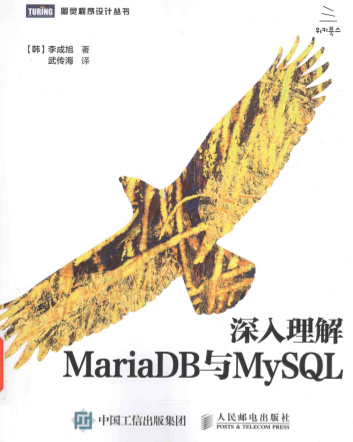 TURING 图灵程序设计丛书
위키북스
【韩】李成旭 著
武传海 译
深入理解
MariaDB与MySQL
中国工信出版集团
人民邮电出版社
POSTS & TELECOM PRESS